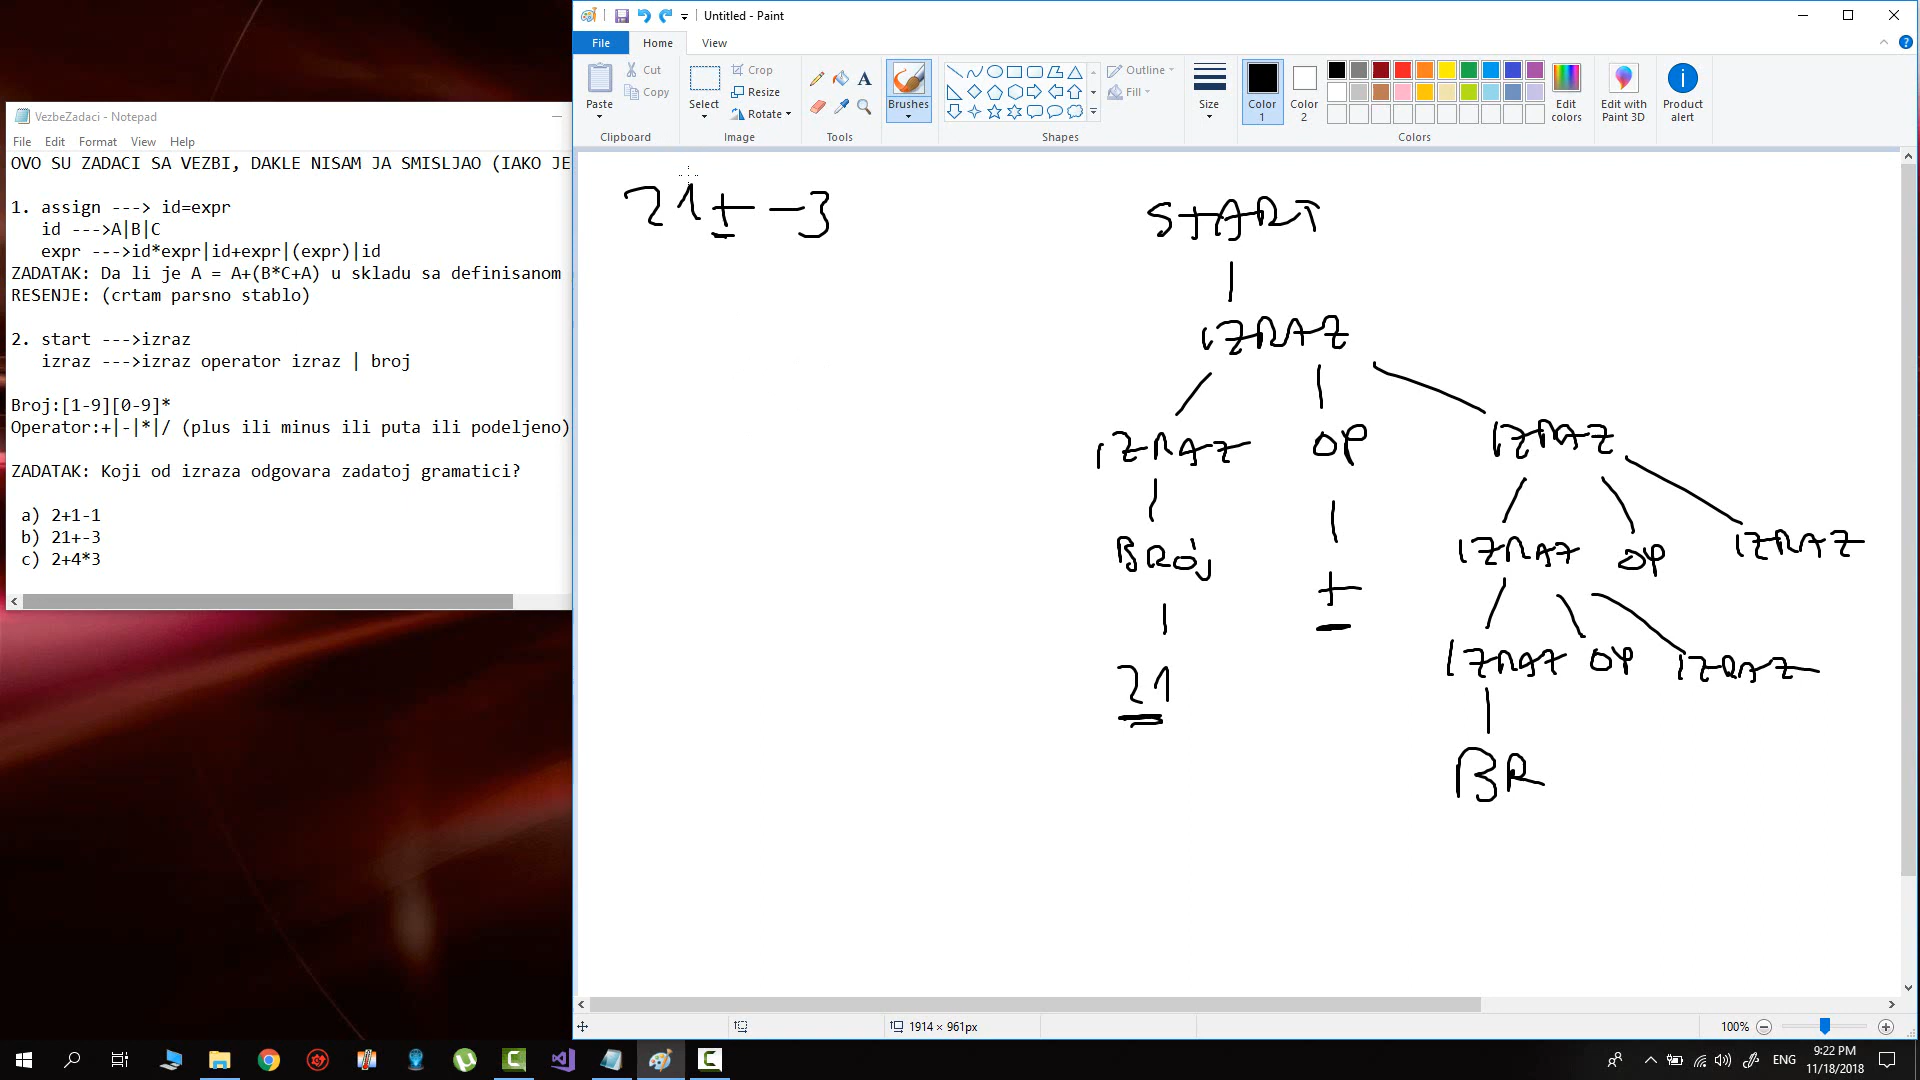 Untitled - Paint
File Home View
Paste Cut Copy Clipboard
Select Crop Resize Rotate Image
Tools
Brushes
Outline Fill Shapes
Size
Color 1 Color 2 Edit colors Colors
Edit with Paint 3D
Product alert
VezbeZadaci - Notepad
File Edit Format View Help
OVO SU ZADACI SA VEZBI, DAKLE NISAM JA SMISLJAO (IAKO JE
1. assign ---> id=expr
id --->A|B|C
expr --->id*expr|id+expr|(expr)|id
ZADATAK: Da li je A = A+(B*C+A) u skladu sa definisanom
RESENJE: (crtam parsno stablo)
2. start --->izraz
izraz --->izraz operator izraz | broj
Broj:[1-9][0-9]*
Operator:+|-|*|/ (plus ili minus ili puta ili podeljeno)
ZADATAK: Koji od izraza odgovara zadatoj gramatici?
a) 2+1-1
b) 21+-3
c) 2+4*3
21+-3
START
IZRAZ
IZRAZ OP IZRAZ
BROJ + IZRAZ OP IZRAZ
21 IZRAZ OP IZRAZ
BR
1914 × 961px
100%
ENG
9:22 PM
11/18/2018